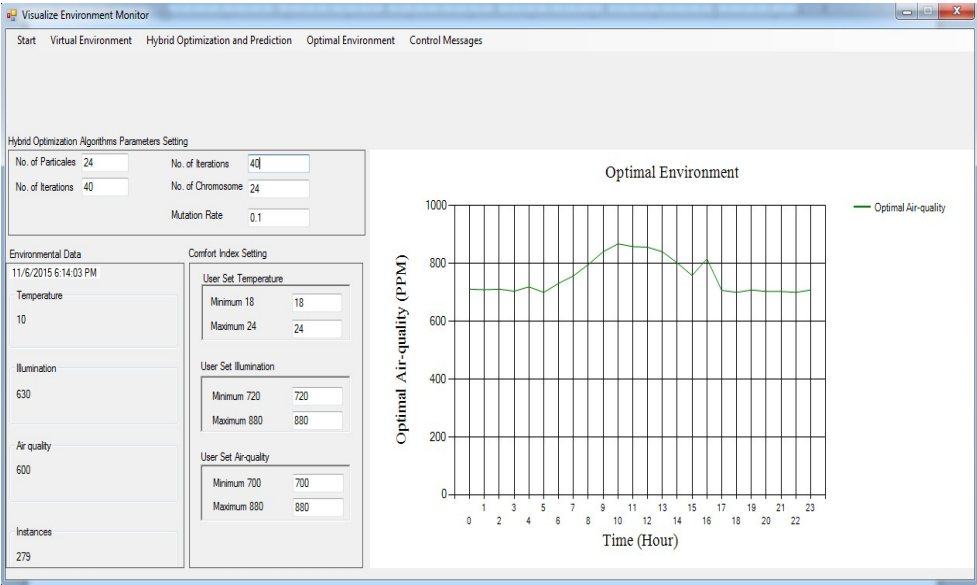 Visualize Environment Monitor
Start Virtual Environment Hybrid Optimization and Prediction Optimal Environment Control Messages
Hybrid Optimization Algorithms Parameters Setting
No. of Particales 24 No. of Iterations 40
No. of Iterations 40 No. of Chromosome 24
Mutation Rate 0.1
Environmental Data
11/6/2015 6:14:03 PM
Temperature
10
Illumination
630
Air quality
600
Instances
279
Comfort Index Setting
User Set Temperature
Minimum 18 18
Maximum 24 24
User Set Illumination
Minimum 720 720
Maximum 880 880
User Set Air-quality
Minimum 700 700
Maximum 880 880
Optimal Environment
Optimal Air-quality
Optimal Air-quality (PPM)
1000
800
600
400
200
0
1 3 5 7 9 11 13 15 17 19 21 23
0 2 4 6 8 10 12 14 16 18 20 22
Time (Hour)